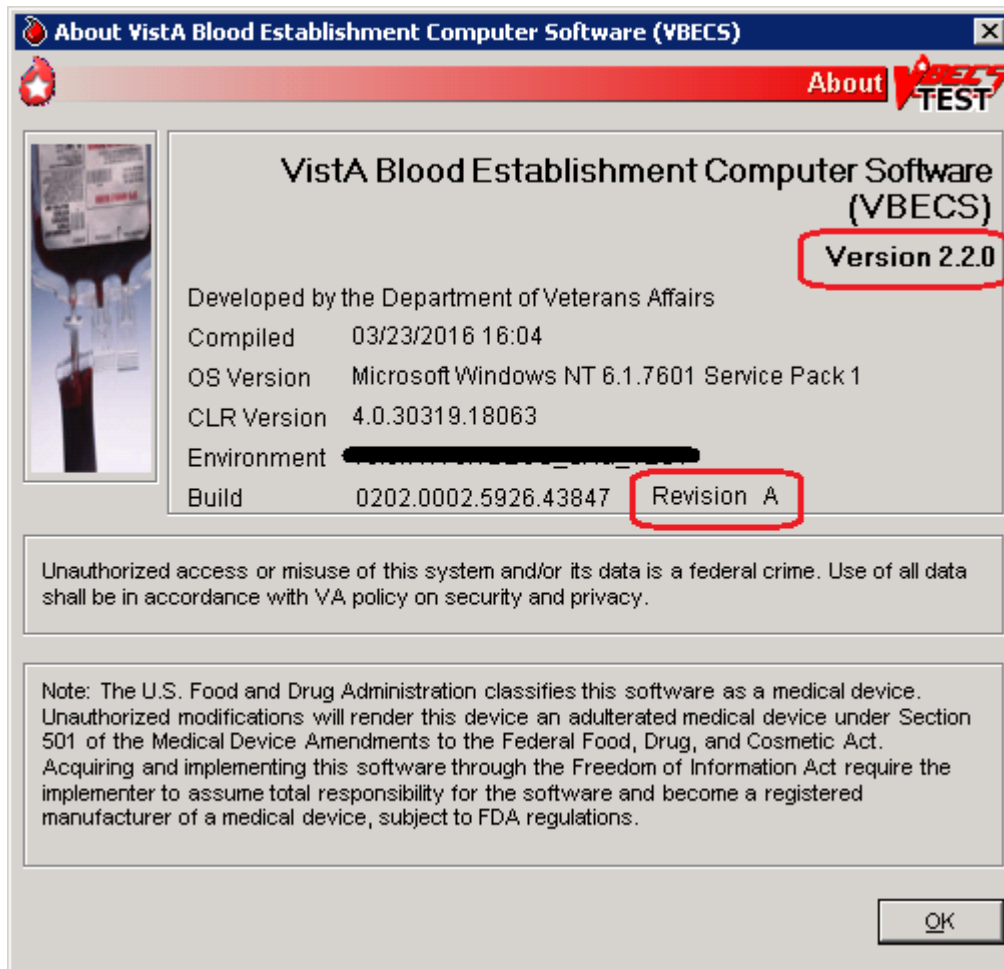 About VistA Blood Establishment Computer Software (VBECS)
About VBECS
TEST
VistA Blood Establishment Computer Software
(VBECS)
Version 2.2.0
Developed by the Department of Veterans Affairs
Compiled 03/23/2016 16:04
OS Version Microsoft Windows NT 6.1.7601 Service Pack 1
CLR Version 4.0.30319.18063
Environment
Build 0202.0002.5926.43847 Revision A
Unauthorized access or misuse of this system and/or its data is a federal crime. Use of all data
shall be in accordance with VA policy on security and privacy.
Note: The U.S. Food and Drug Administration classifies this software as a medical device.
Unauthorized modifications will render this device an adulterated medical device under Section
501 of the Medical Device Amendments to the Federal Food, Drug, and Cosmetic Act.
Acquiring and implementing this software through the Freedom of Information Act require the
implementer to assume total responsibility for the software and become a registered
manufacturer of a medical device, subject to FDA regulations.
OK